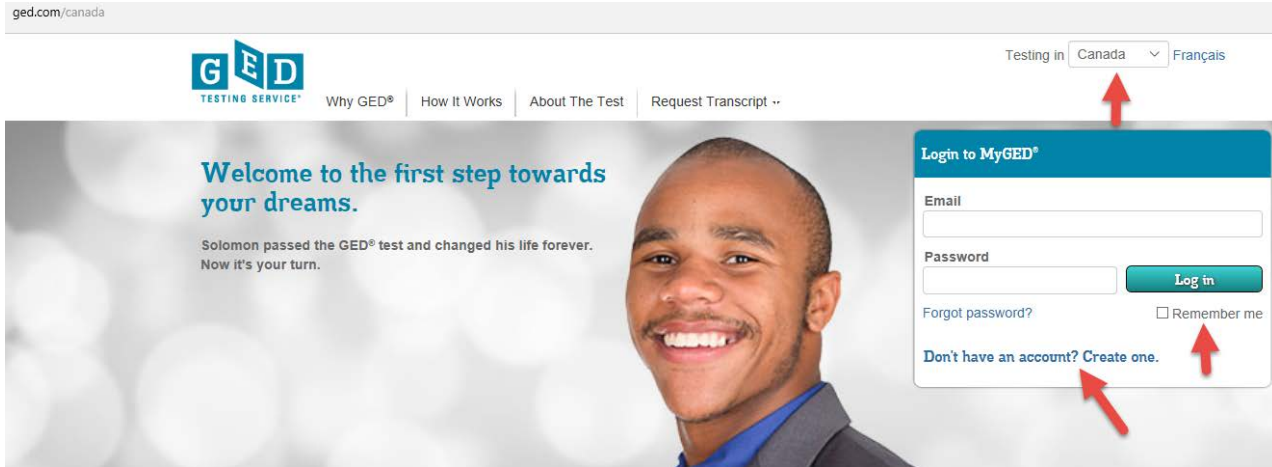 ged.com/canada
GED
TESTING SERVICE®
Why GED®
How It Works
About The Test
Request Transcript
Testing in Canada Français
Welcome to the first step towards
your dreams.
Solomon passed the GED® test and changed his life forever.
Now it's your turn.
Login to MyGED®
Email
Password
Log in
Forgot password?
Remember me
Don't have an account? Create one.